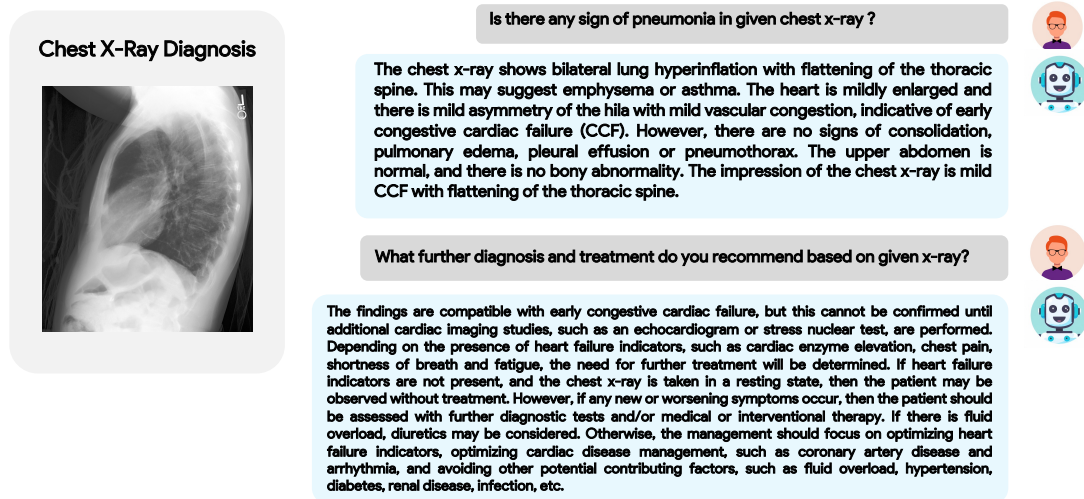 Chest X-Ray Diagnosis
Is there any sign of pneumonia in given chest x-ray ?
The chest x-ray shows bilateral lung hyperinflation with flattening of the thoracic
spine. This may suggest emphysema or asthma. The heart is mildly enlarged and
there is mild asymmetry of the hila with mild vascular congestion, indicative of early
congestive cardiac failure (CCF). However, there are no signs of consolidation,
pulmonary edema, pleural effusion or pneumothorax. The upper abdomen is
normal, and there is no bony abnormality. The impression of the chest x-ray is mild
CCF with flattening of the thoracic spine.
What further diagnosis and treatment do you recommend based on given x-ray?
The findings are compatible with early congestive cardiac failure, but this cannot be confirmed until
additional cardiac imaging studies, such as an echocardiogram or stress nuclear test, are performed.
Depending on the presence of heart failure indicators, such as cardiac enzyme elevation, chest pain,
shortness of breath and fatigue, the need for further treatment will be determined. If heart failure
indicators are not present, and the chest x-ray is taken in a resting state, then the patient may be
observed without treatment. However, if any new or worsening symptoms occur, then the patient should
be assessed with further diagnostic tests and/or medical or interventional therapy. If there is fluid
overload, diuretics may be considered. Otherwise, the management should focus on optimizing heart
failure indicators, optimizing cardiac disease management, such as coronary artery disease and
arrhythmia, and avoiding other potential contributing factors, such as fluid overload, hypertension,
diabetes, renal disease, infection, etc.